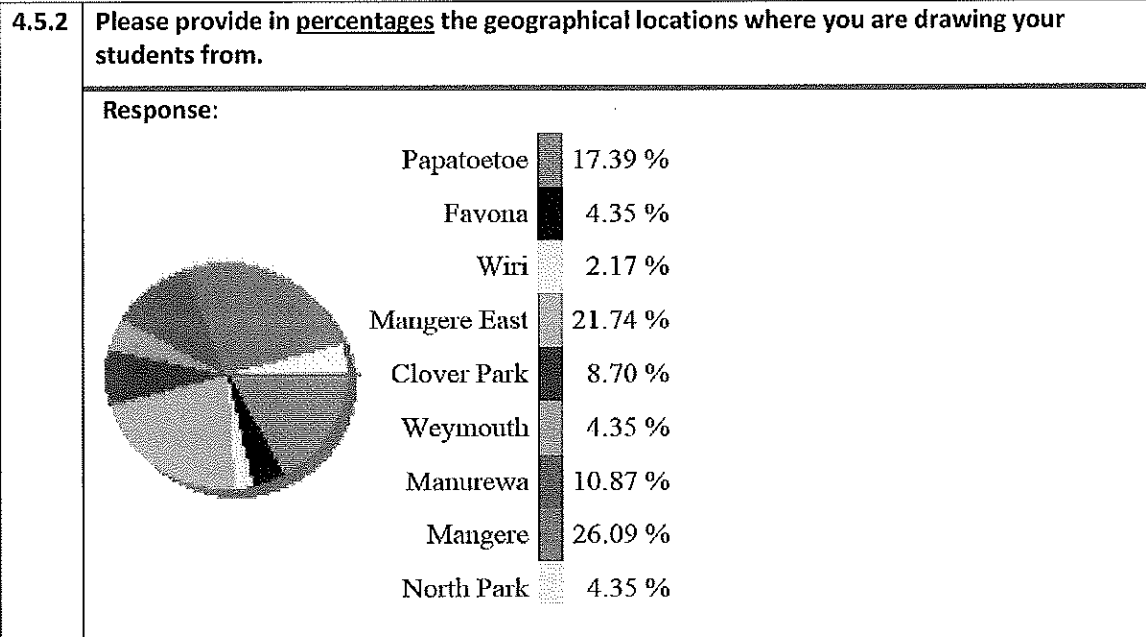 4.5.2 Please provide in percentages the geographical locations where you are drawing your
students from.
Response:
Papatoetoe 17.39 %
Favona 4.35 %
Wiri 2.17 %
Mangere East 21.74 %
Clover Park 8.70 %
Weymouth 4.35 %
Manurewa 10.87 %
Mangere 26.09 %
North Park 4.35 %